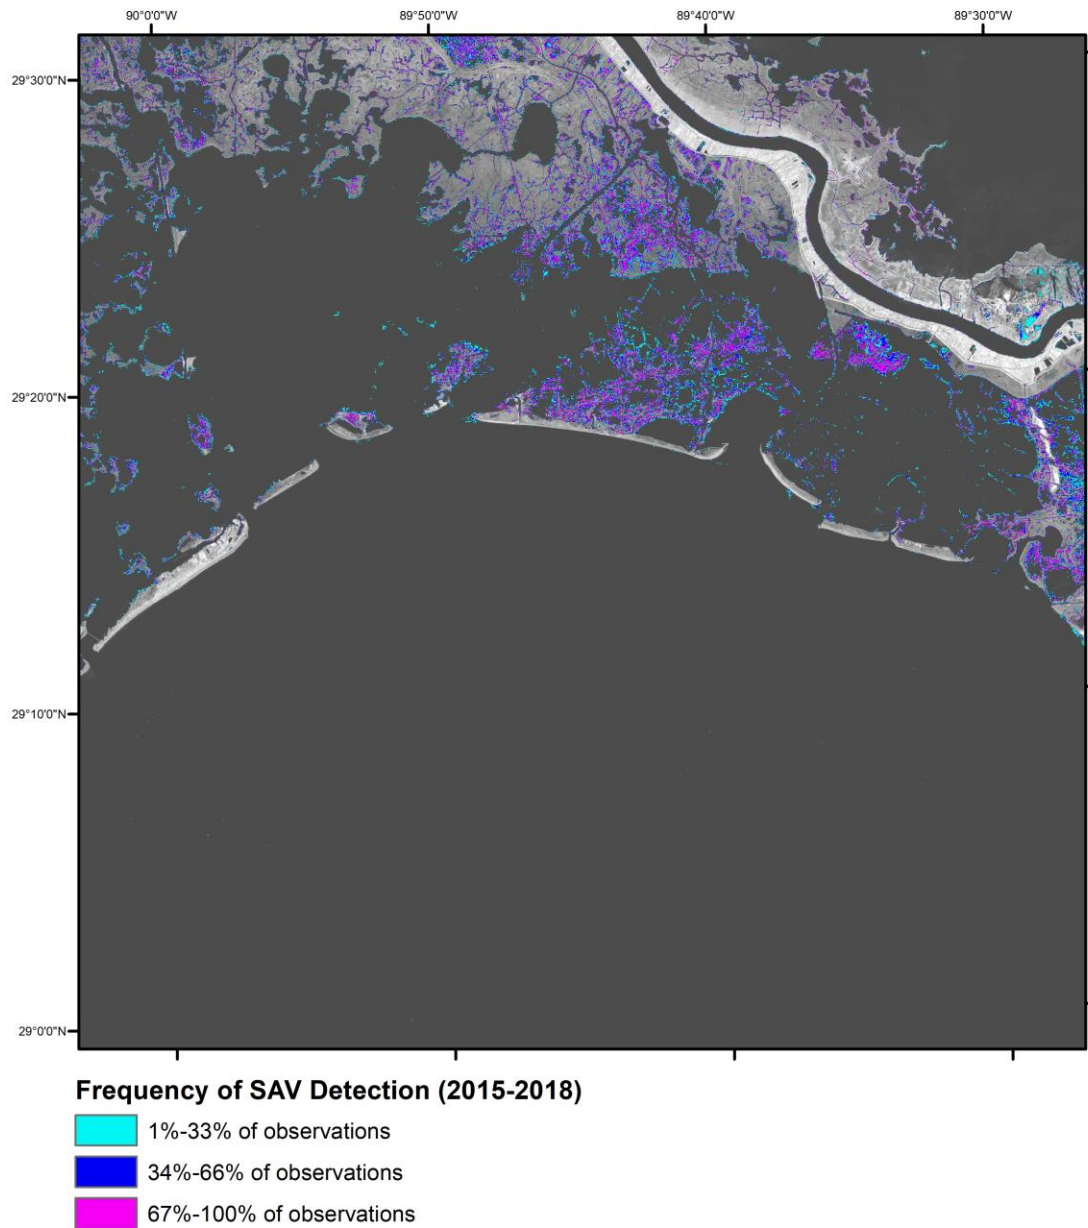 90°0'0"W 89°50'0"W 89°40'0"W 89°30'0"W
29°30'0"N
29°20'0"N
29°10'0"N
29°0'0"N
Frequency of SAV Detection (2015-2018)
1%-33% of observations
34%-66% of observations
67%-100% of observations